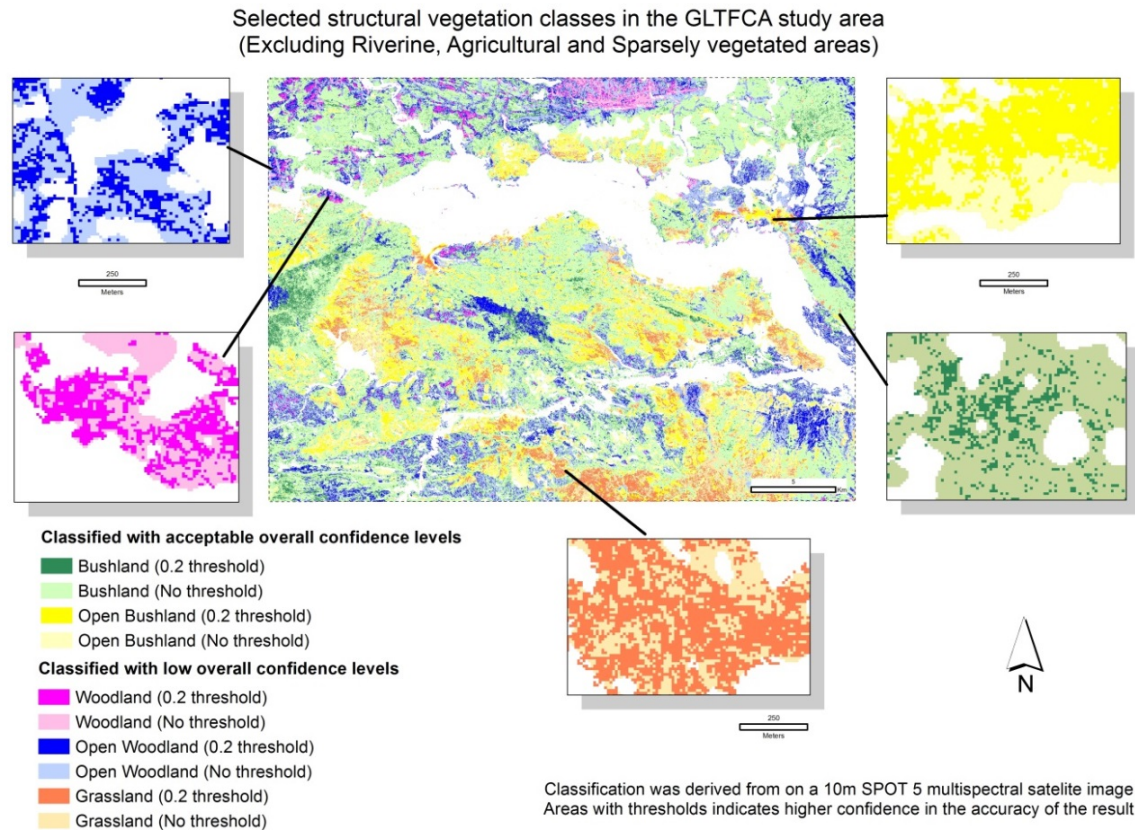 Selected structural vegetation classes in the GLTFCA study area
(Excluding Riverine, Agricultural and Sparsely vegetated areas)
250
Meters
250
Meters
5
Km
250
Meters
Classified with acceptable overall confidence levels
Bushland (0.2 threshold)
Bushland (No threshold)
Open Bushland (0.2 threshold)
Open Bushland (No threshold)
Classified with low overall confidence levels
Woodland (0.2 threshold)
Woodland (No threshold)
Open Woodland (0.2 threshold)
Open Woodland (No threshold)
Grassland (0.2 threshold)
Grassland (No threshold)
N
Classification was derived from on a 10m SPOT 5 multispectral satelite image
Areas with thresholds indicates higher confidence in the accuracy of the result